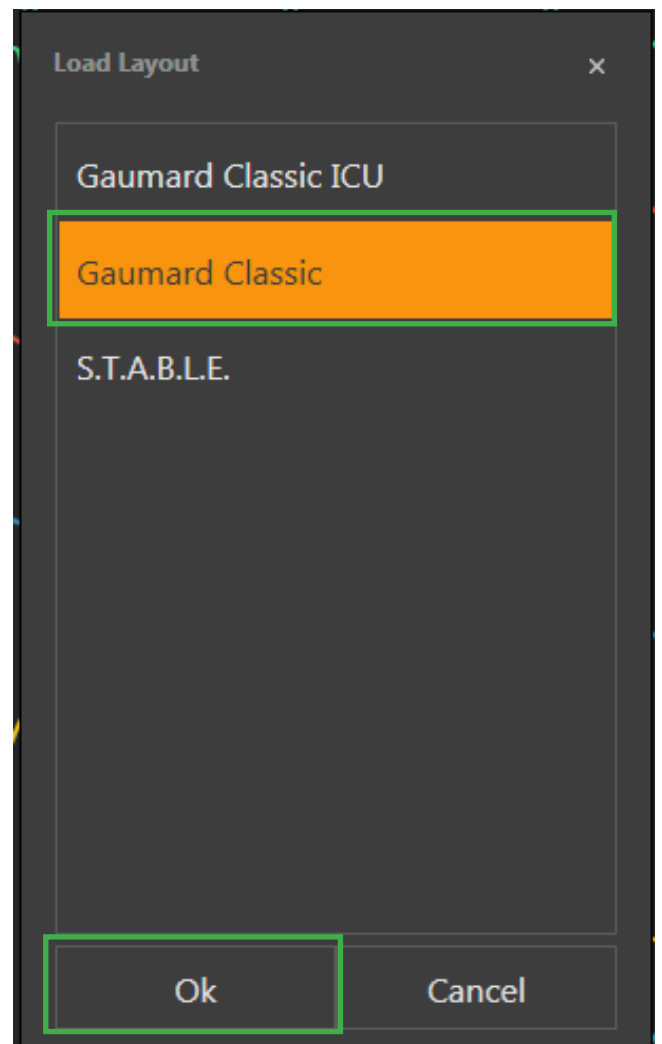 Load Layout ×
Gaumard Classic ICU
Gaumard Classic
S.T.A.B.L.E.
Ok Cancel